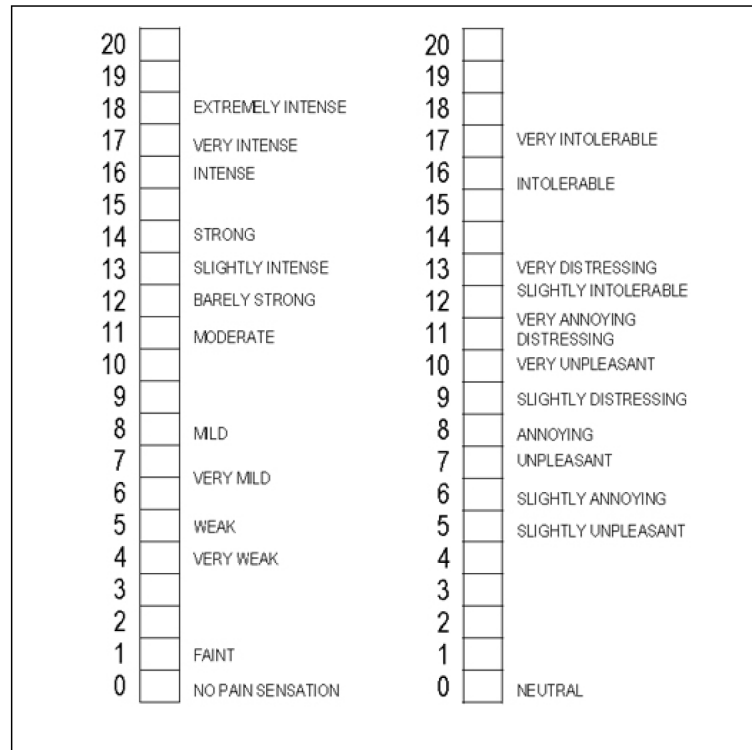 20
19
18 EXTREMELY INTENSE
17 VERY INTENSE
16 INTENSE
15
14 STRONG
13 SLIGHTLY INTENSE
12 BARELY STRONG
11 MODERATE
10
9
8 MILD
7
VERY MILD
6
5 WEAK
4 VERY WEAK
3
2
1 FAINT
0 NO PAIN SENSATION
20
19
18
17 VERY INTOLERABLE
16
INTOLERABLE
15
14
13 VERY DISTRESSING
SLIGHTLY INTOLERABLE
12
VERY ANNOYING
11 DISTRESSING
10 VERY UNPLEASANT
9 SLIGHTLY DISTRESSING
8 ANNOYING
7 UNPLEASANT
6 SLIGHTLY ANNOYING
5 SLIGHTLY UNPLEASANT
4
3
2
1
0 NEUTRAL